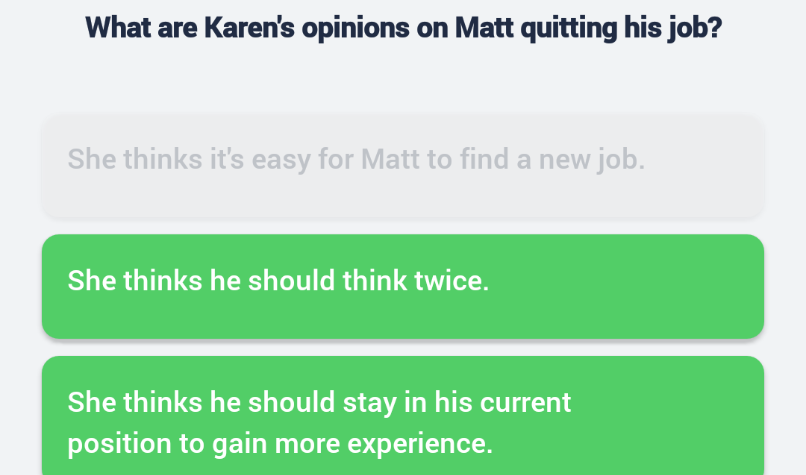 What are Karen's opinions on Matt quitting his job?
She thinks it's easy for Matt to find a new job.
She thinks he should think twice.
She thinks he should stay in his current
position to gain more experience.